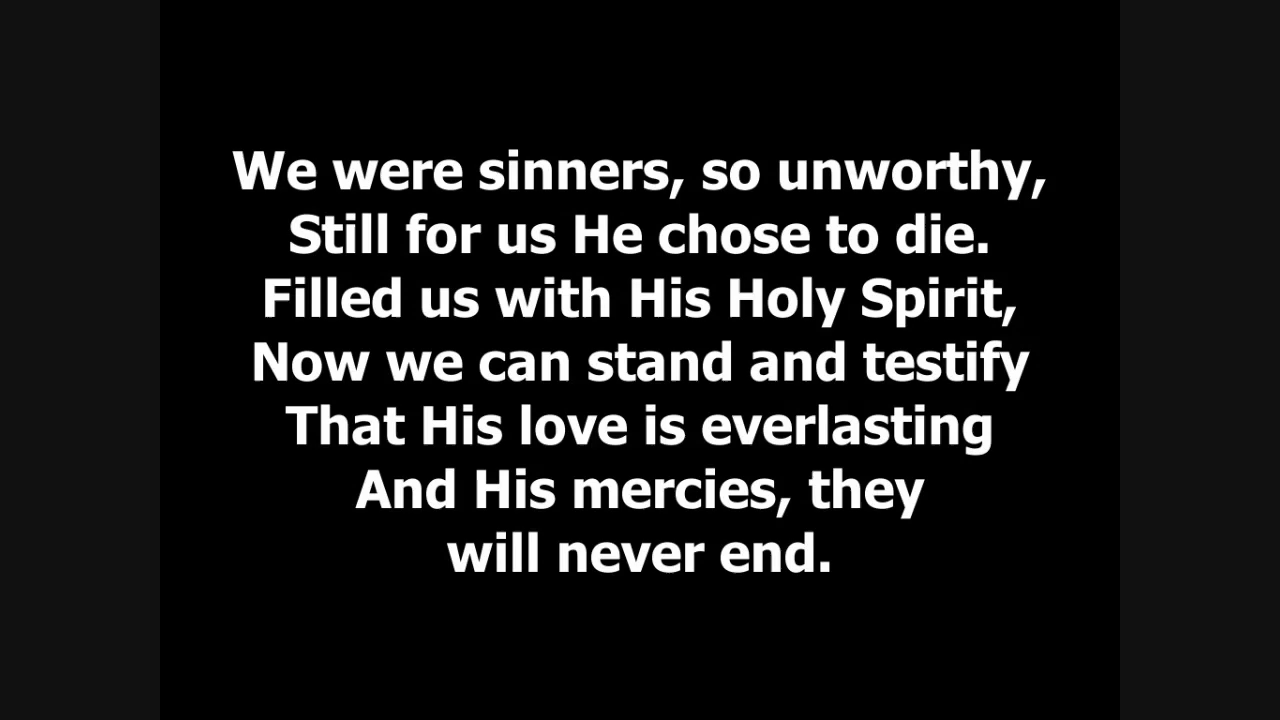 We were sinners, so unworthy,
Still for us He chose to die.
Filled us with His Holy Spirit,
Now we can stand and testify
That His love is everlasting
And His mercies, they
will never end.